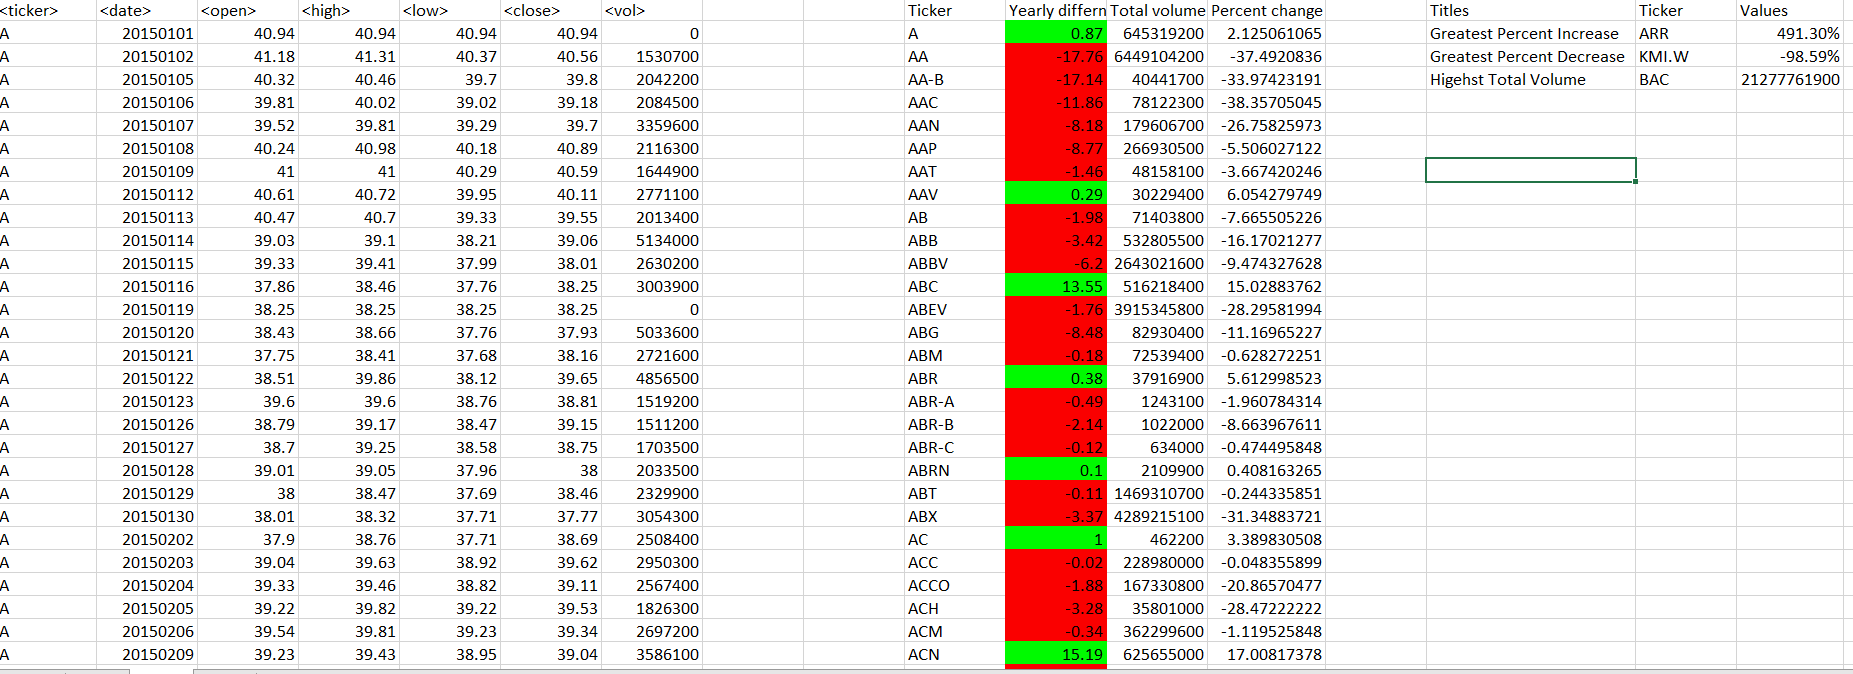 <ticker> <date> <open> <high> <low> <close> <vol> Ticker Yearly differn Total volume Percent change Titles Ticker Values
A 20150101 40.94 40.94 40.94 40.94 0 A 0.87 645319200 2.125061065 Greatest Percent Increase ARR 491.30%
A 20150102 41.18 41.31 40.37 40.56 1530700 AA -17.76 6449104200 -37.4920836 Greatest Percent Decrease KMI.W -98.59%
A 20150105 40.32 40.46 39.7 39.8 2042200 AA-B -17.14 40441700 -33.97423191 Higehst Total Volume BAC 21277761900
A 20150106 39.81 40.02 39.02 39.18 2084500 AAC -11.86 78122300 -38.35705045
A 20150107 39.52 39.81 39.29 39.7 3359600 AAN -8.18 179606700 -26.75825973
A 20150108 40.24 40.98 40.18 40.89 2116300 AAP -8.77 266930500 -5.506027122
A 20150109 41 41 40.29 40.59 1644900 AAT -1.46 48158100 -3.667420246
A 20150112 40.61 40.72 39.95 40.11 2771100 AAV 0.29 30229400 6.054279749
A 20150113 40.47 40.7 39.33 39.55 2013400 AB -1.98 71403800 -7.665505226
A 20150114 39.03 39.1 38.21 39.06 5134000 ABB -3.42 532805500 -16.17021277
A 20150115 39.33 39.41 37.99 38.01 2630200 ABBV -6.2 2643021600 -9.474327628
A 20150116 37.86 38.46 37.76 38.25 3003900 ABC 13.55 516218400 15.02883762
A 20150119 38.25 38.25 38.25 38.25 0 ABEV -1.76 3915345800 -28.29581994
A 20150120 38.43 38.66 37.76 37.93 5033600 ABG -8.48 82930400 -11.16965227
A 20150121 37.75 38.41 37.68 38.16 2721600 ABM -0.18 72539400 -0.628272251
A 20150122 38.51 39.86 38.12 39.65 4856500 ABR 0.38 37916900 5.612998523
A 20150123 39.6 39.6 38.76 38.81 1519200 ABR-A -0.49 1243100 -1.960784314
A 20150126 38.79 39.17 38.47 39.15 1511200 ABR-B -2.14 1022000 -8.663967611
A 20150127 38.7 39.25 38.58 38.75 1703500 ABR-C -0.12 634000 -0.474495848
A 20150128 39.01 39.05 37.96 38 2033500 ABRN 0.1 2109900 0.408163265
A 20150129 38 38.47 37.69 38.46 2329900 ABT -0.11 1469310700 -0.244335851
A 20150130 38.01 38.32 37.71 37.77 3054300 ABX -3.37 4289215100 -31.34883721
A 20150202 37.9 38.76 37.71 38.69 2508400 AC 1 462200 3.389830508
A 20150203 39.04 39.63 38.92 39.62 2950300 ACC -0.02 228980000 -0.048355899
A 20150204 39.33 39.46 38.82 39.11 2567400 ACCO -1.88 167330800 -20.86570477
A 20150205 39.22 39.82 39.22 39.53 1826300 ACH -3.28 35801000 -28.47222222
A 20150206 39.54 39.81 39.23 39.34 2697200 ACM -0.34 362299600 -1.119525848
A 20150209 39.23 39.43 38.95 39.04 3586100 ACN 15.19 625655000 17.00817378